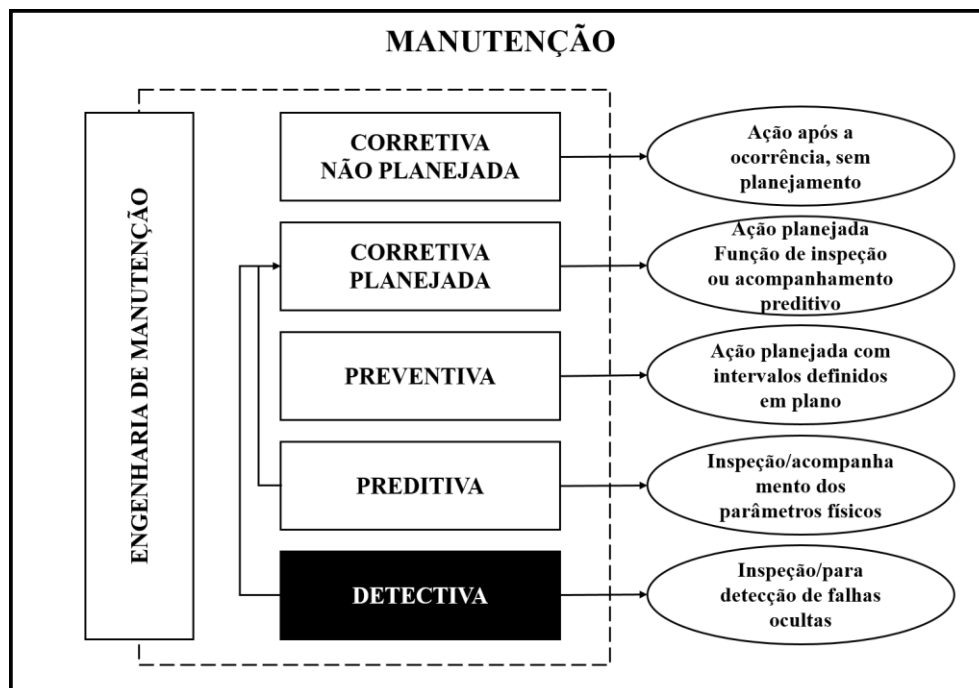 MANUTENÇÃO
ENGENHARIA DE MANUTENÇÃO
CORRETIVA
NÃO PLANEJADA
Ação após a
ocorrência, sem
planejamento
CORRETIVA
PLANEJADA
Ação planejada
Função de inspeção
ou acompanhamento
preditivo
PREVENTIVA
Ação planejada com
intervalos definidos
em plano
PREDITIVA
Inspeção/acompanha
mento dos
parâmetros físicos
DETECTIVA
Inspeção/para
detecção de falhas
ocultas